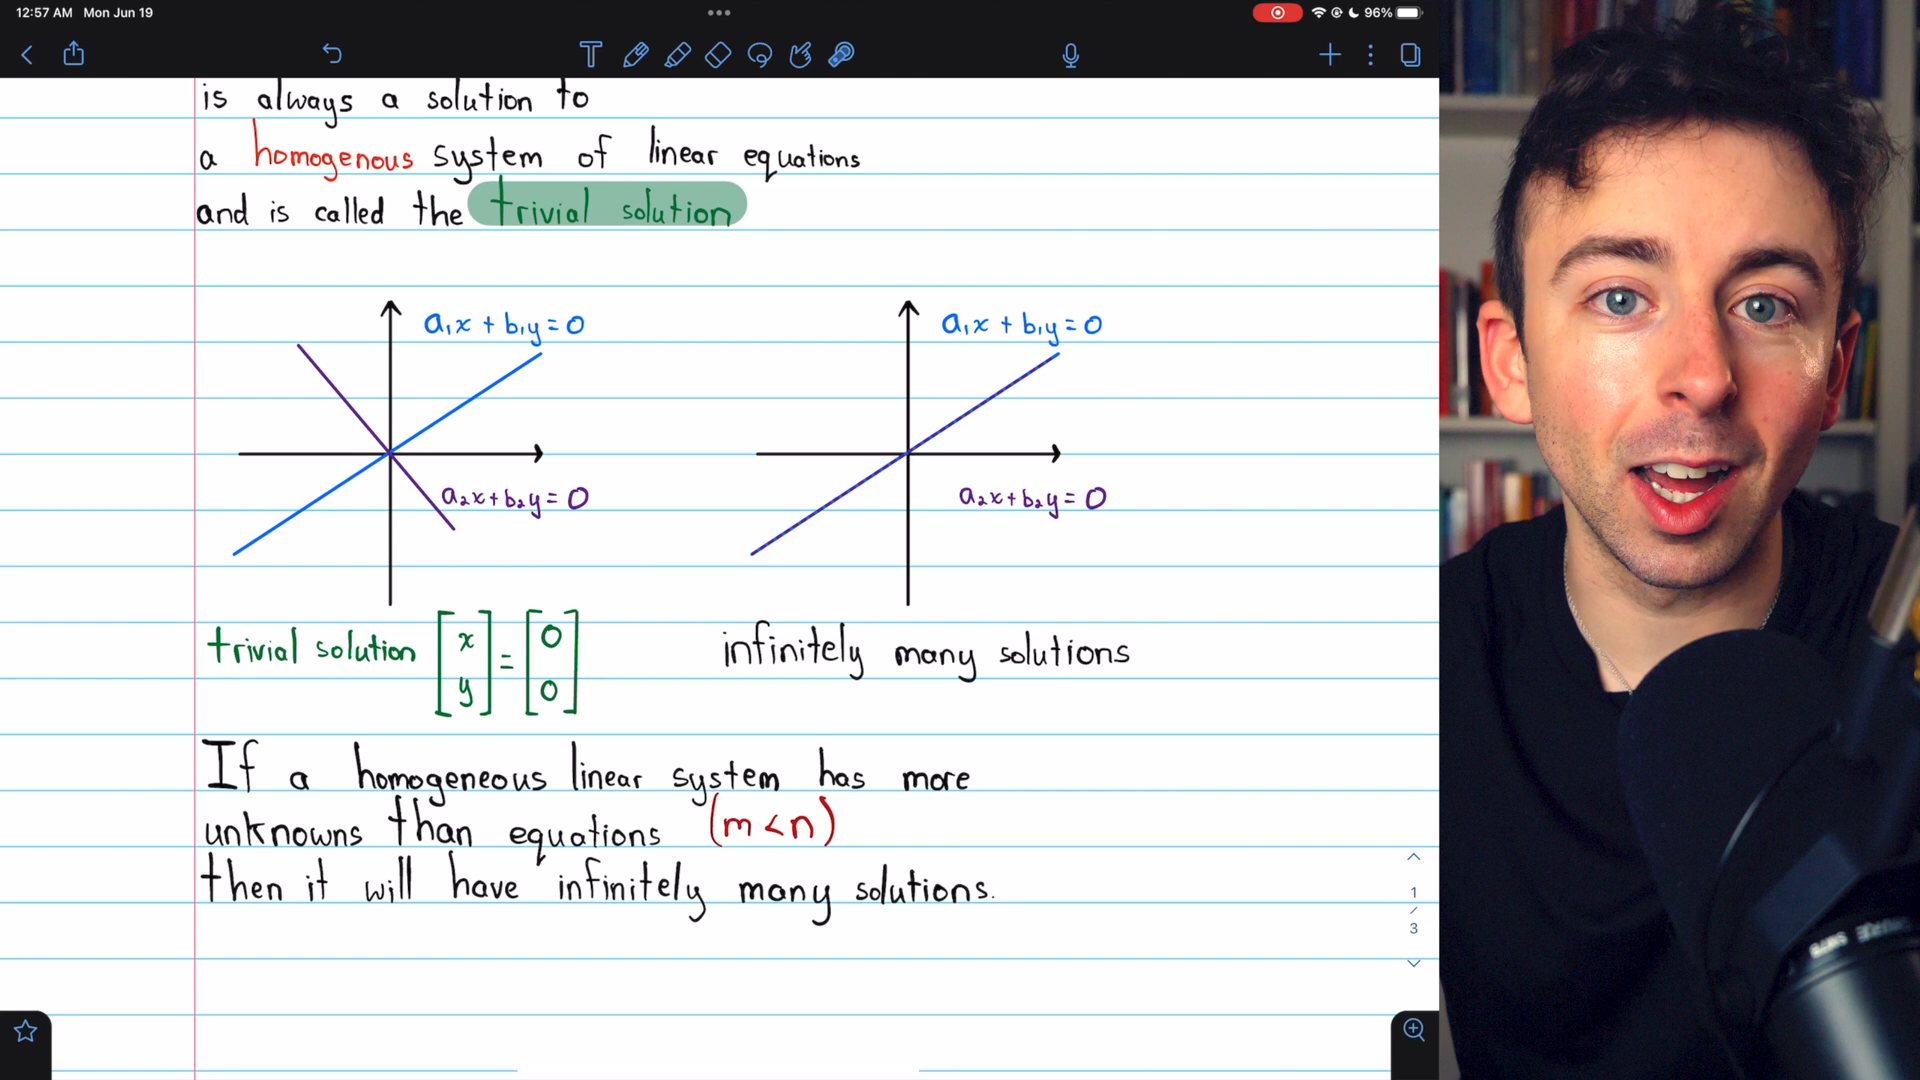 12:57 AM Mon Jun 19
96%
is always a solution to
a homogenous system of linear equations
and is called the trivial solution
a₁x + b₁y = 0
a₂x + b₂y = 0
a₁x + b₁y = 0
a₂x + b₂y = 0
trivial solution [x y] = [0 0]
infinitely many solutions
If a homogeneous linear system has more
unknowns than equations (m < n)
then it will have infinitely many solutions.
1
/
3